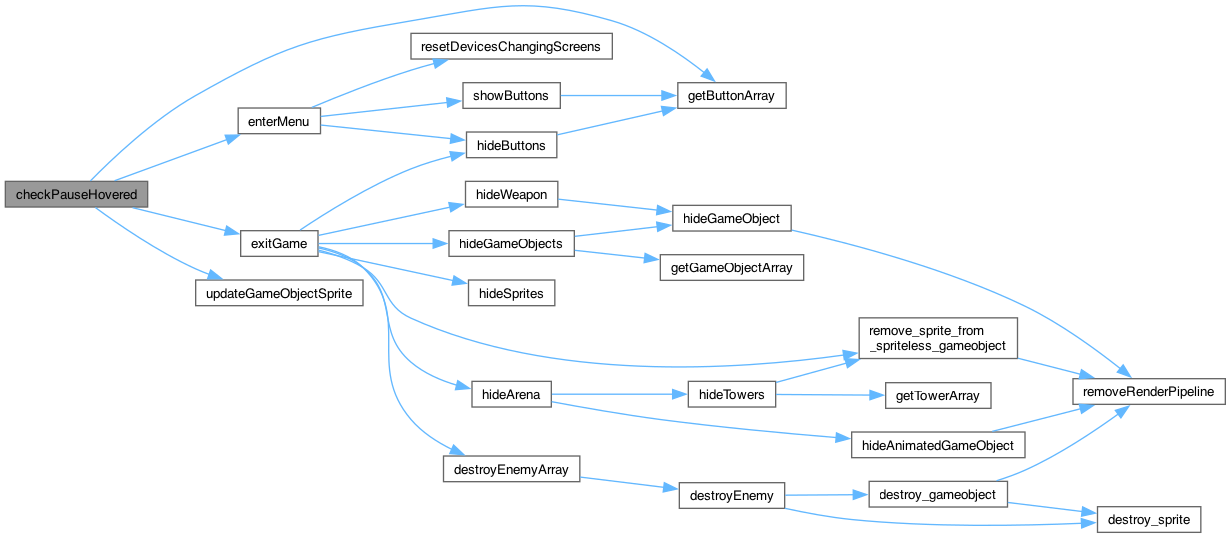 checkPauseHovered
enterMenu
exitGame
updateGameObjectSprite
resetDevicesChangingScreens
showButtons
hideButtons
hideWeapon
hideGameObjects
hideSprites
hideArena
destroyEnemyArray
getButtonArray
hideGameObject
getGameObjectArray
hideTowers
destroyEnemy
remove_sprite_from
_spriteless_gameobject
getTowerArray
hideAnimatedGameObject
destroy_gameobject
removeRenderPipeline
destroy_sprite